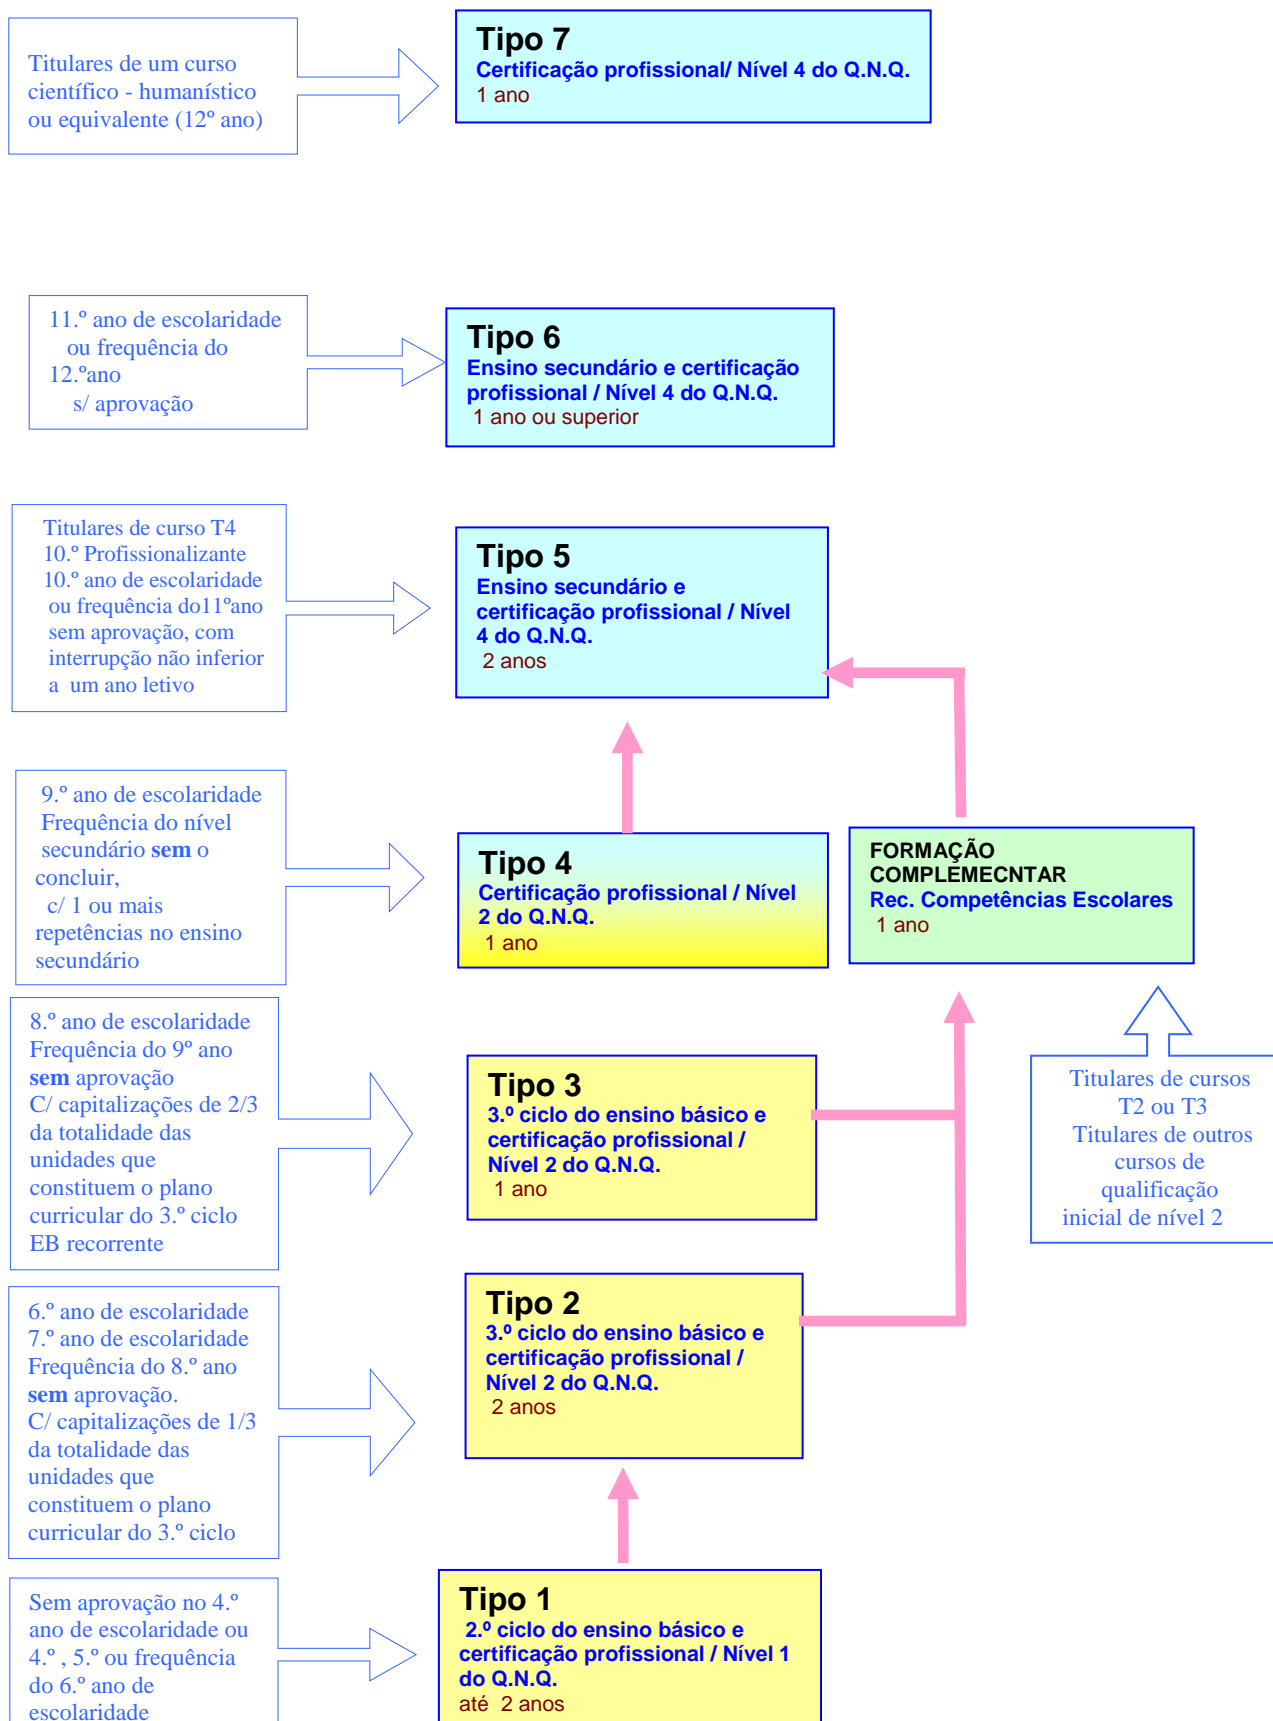 Titulares de um curso
científico - humanístico
ou equivalente (12º ano)
Tipo 7
Certificação profissional/ Nível 4 do Q.N.Q.
1 ano
11.º ano de escolaridade
ou frequência do
12.ºano
s/ aprovação
Tipo 6
Ensino secundário e certificação
profissional / Nível 4 do Q.N.Q.
1 ano ou superior
Titulares de curso T4
10.º Profissionalizante
10.º ano de escolaridade
ou frequência do11ºano
sem aprovação, com
interrupção não inferior
a um ano letivo
Tipo 5
Ensino secundário e
certificação profissional / Nível
4 do Q.N.Q.
2 anos
9.º ano de escolaridade
Frequência do nível
secundário sem o
concluir,
c/ 1 ou mais
repetências no ensino
secundário
Tipo 4
Certificação profissional / Nível
2 do Q.N.Q.
1 ano
FORMAÇÃO
COMPLEMECNTAR
Rec. Competências Escolares
1 ano
8.º ano de escolaridade
Frequência do 9º ano
sem aprovação
C/ capitalizações de 2/3
da totalidade das
unidades que
constituem o plano
curricular do 3.º ciclo
EB recorrente
Tipo 3
3.º ciclo do ensino básico e
certificação profissional /
Nível 2 do Q.N.Q.
1 ano
Titulares de cursos
T2 ou T3
Titulares de outros
cursos de
qualificação
inicial de nível 2
6.º ano de escolaridade
7.º ano de escolaridade
Frequência do 8.º ano
sem aprovação.
C/ capitalizações de 1/3
da totalidade das
unidades que
constituem o plano
curricular do 3.º ciclo
Tipo 2
3.º ciclo do ensino básico e
certificação profissional /
Nível 2 do Q.N.Q.
2 anos
Sem aprovação no 4.º
ano de escolaridade ou
4.º , 5.º ou frequência
do 6.º ano de
escolaridade
Tipo 1
2.º ciclo do ensino básico e
certificação profissional / Nível 1
do Q.N.Q.
até 2 anos